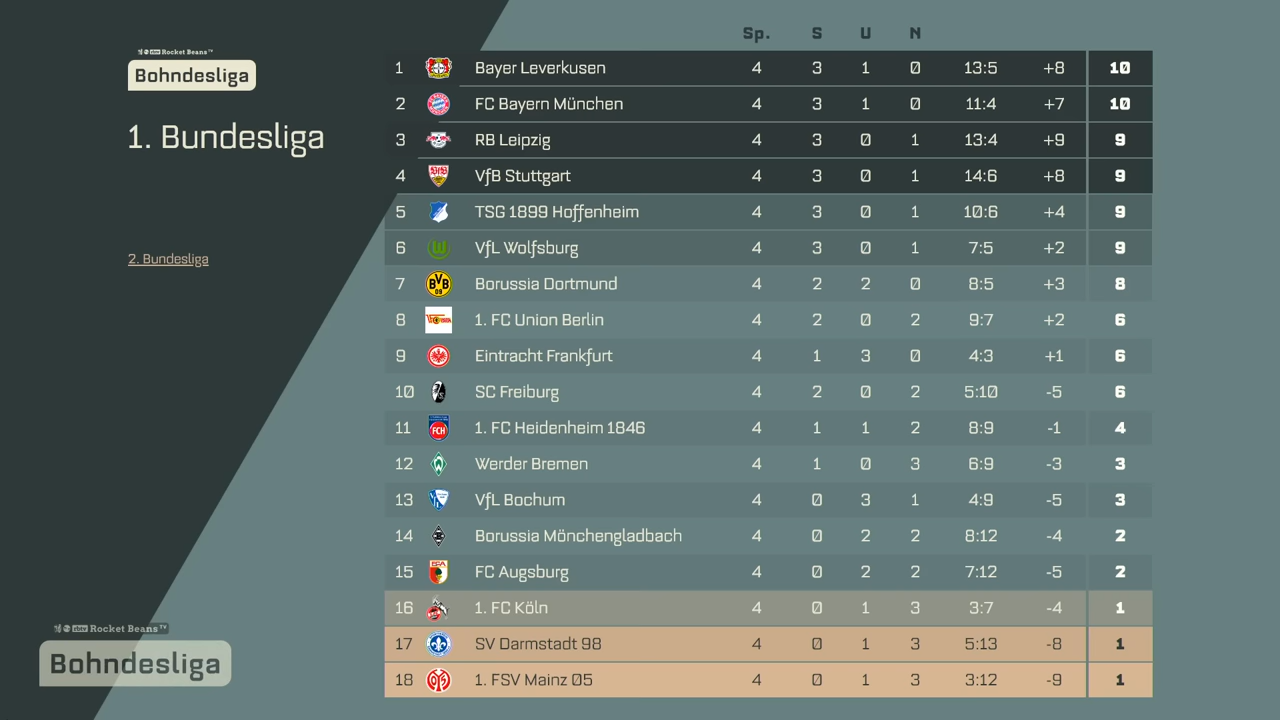 Rocket Beans TV
Bohndesliga
1. Bundesliga
2. Bundesliga
Sp. S U N
1 Bayer Leverkusen 4 3 1 0 13:5 +8 10
2 FC Bayern München 4 3 1 0 11:4 +7 10
3 RB Leipzig 4 3 0 1 13:4 +9 9
4 VfB Stuttgart 4 3 0 1 14:6 +8 9
5 TSG 1899 Hoffenheim 4 3 0 1 10:6 +4 9
6 VfL Wolfsburg 4 3 0 1 7:5 +2 9
7 Borussia Dortmund 4 2 2 0 8:5 +3 8
8 1. FC Union Berlin 4 2 0 2 9:7 +2 6
9 Eintracht Frankfurt 4 1 3 0 4:3 +1 6
10 SC Freiburg 4 2 0 2 5:10 -5 6
11 1. FC Heidenheim 1846 4 1 1 2 8:9 -1 4
12 Werder Bremen 4 1 0 3 6:9 -3 3
13 VfL Bochum 4 0 3 1 4:9 -5 3
14 Borussia Mönchengladbach 4 0 2 2 8:12 -4 2
15 FC Augsburg 4 0 2 2 7:12 -5 2
16 1. FC Köln 4 0 1 3 3:7 -4 1
17 SV Darmstadt 98 4 0 1 3 5:13 -8 1
18 1. FSV Mainz 05 4 0 1 3 3:12 -9 1
Rocket Beans TV
Bohndesliga